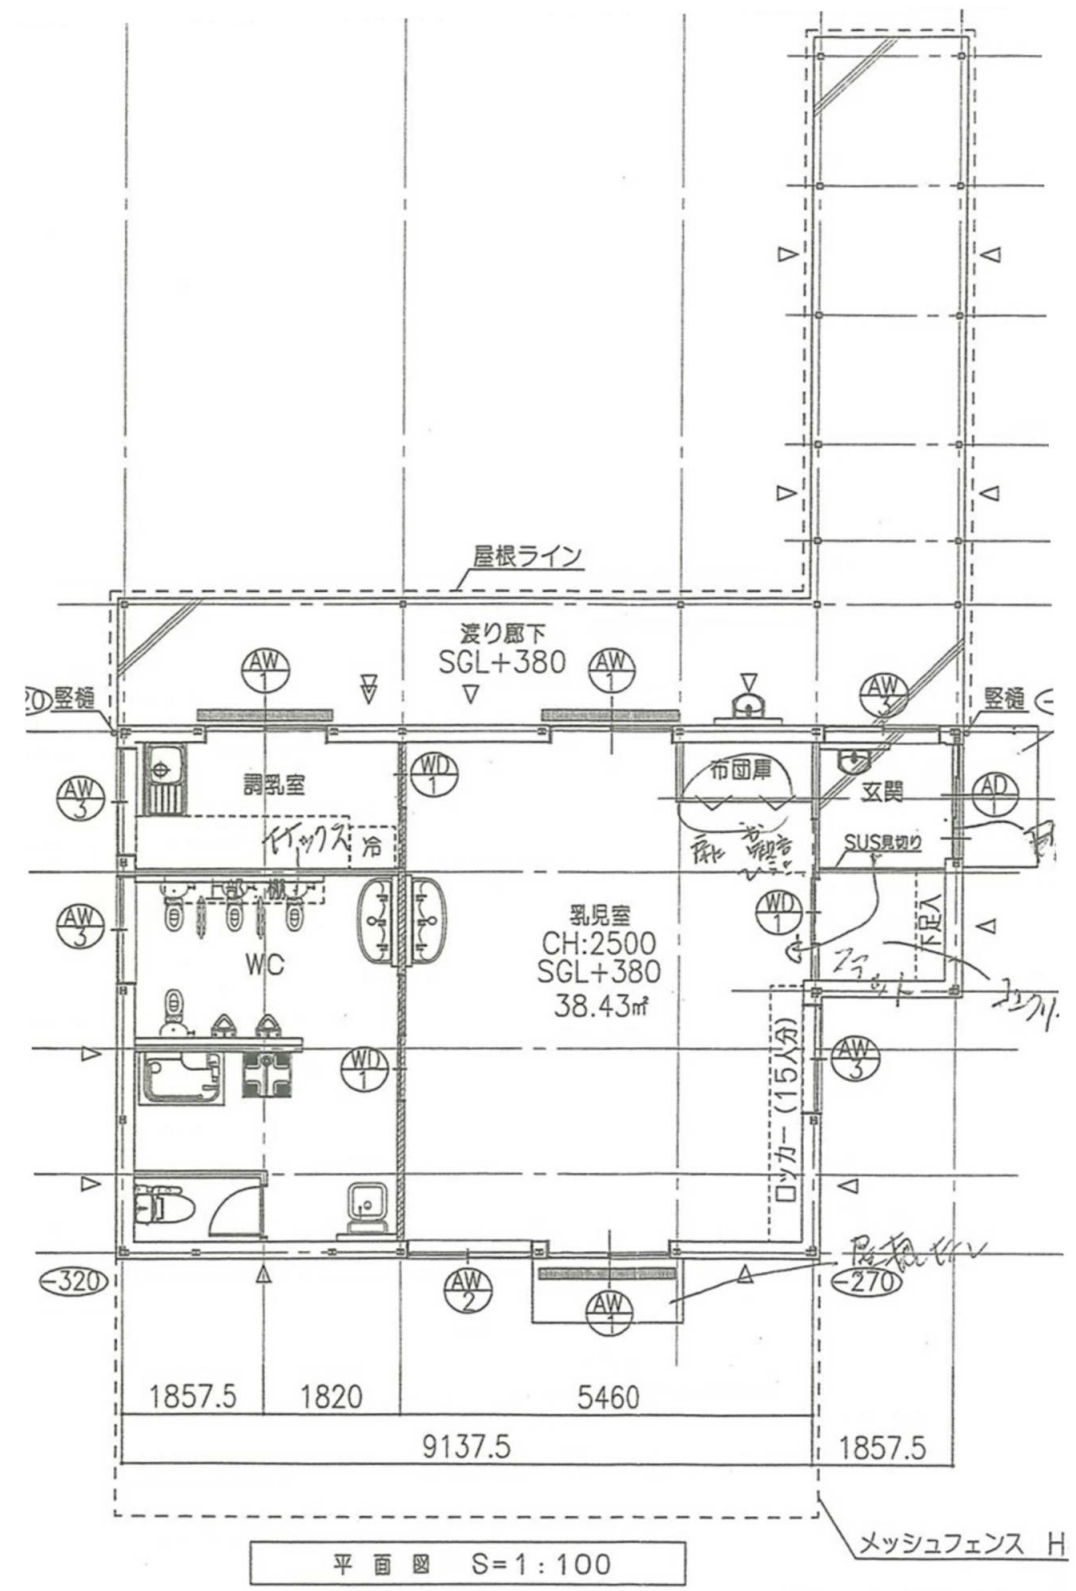 屋根ライン
渡り廊下
SGL+380
AW
1
AW
1
AW
3
20
竪樋
竪樋
WD
1
布団庫
玄関
AD
1
調乳室
AW
3
冷
SUS見切り
上部
棚
AW
3
WC
乳児室
CH:2500
SGL+380
38.43㎡
WD
1
下足入
WD
1
ロッカー(15人分)
AW
3
-320
AW
2
AW
1
-270
1857.5
1820
5460
9137.5
1857.5
メッシュフェンス H
平面図 S=1:100